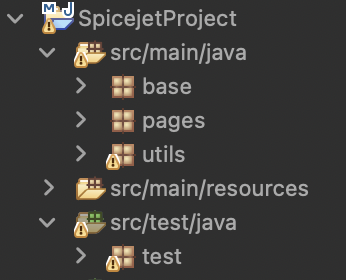 SpicejetProject
src/main/java
base
pages
utils
src/main/resources
src/test/java
test